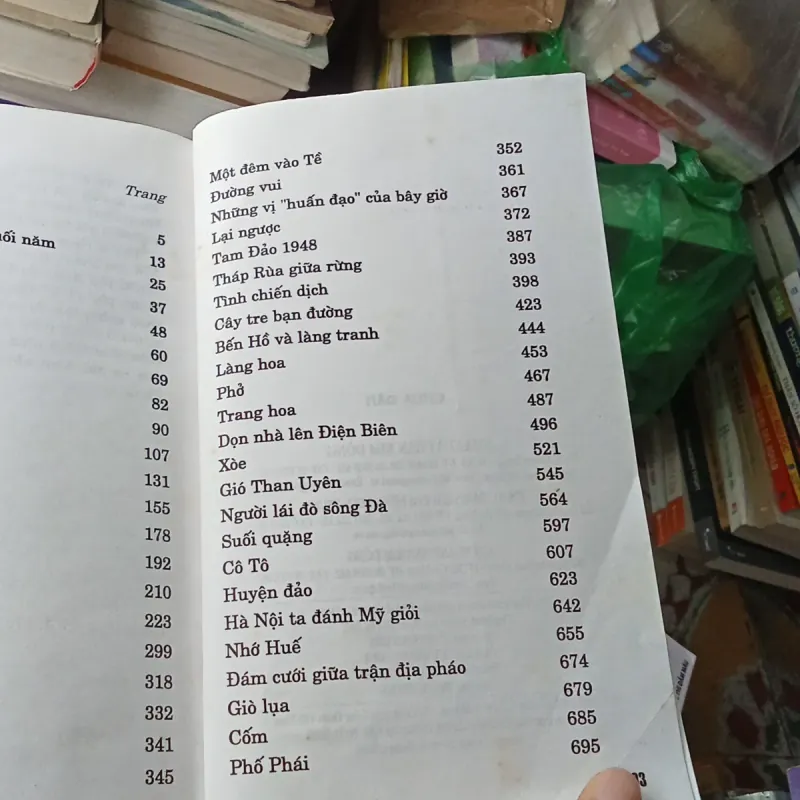 Trang
ối năm 5
13
25
37
48
60
69
82
90
107
131
155
178
192
210
223
299
318
332
341
345
Một đêm vào Tề 352
Đường vui 361
Những vị "huấn đạo" của bây giờ 367
Lại ngược 372
Tam Đảo 1948 387
Tháp Rùa giữa rừng 393
Tình chiến dịch 398
Cây tre bạn đường 423
Bến Hồ và làng tranh 444
Làng hoa 453
Phở 467
Trang hoa 487
Dọn nhà lên Điện Biên 496
Xòe 521
Gió Than Uyên 545
Người lái đò sông Đà 564
Suối quặng 597
Cô Tô 607
Huyện đảo 623
Hà Nội ta đánh Mỹ giỏi 642
Nhớ Huế 655
Đám cưới giữa trận địa pháo 674
Giò lụa 679
Cốm 685
Phố Phái 695